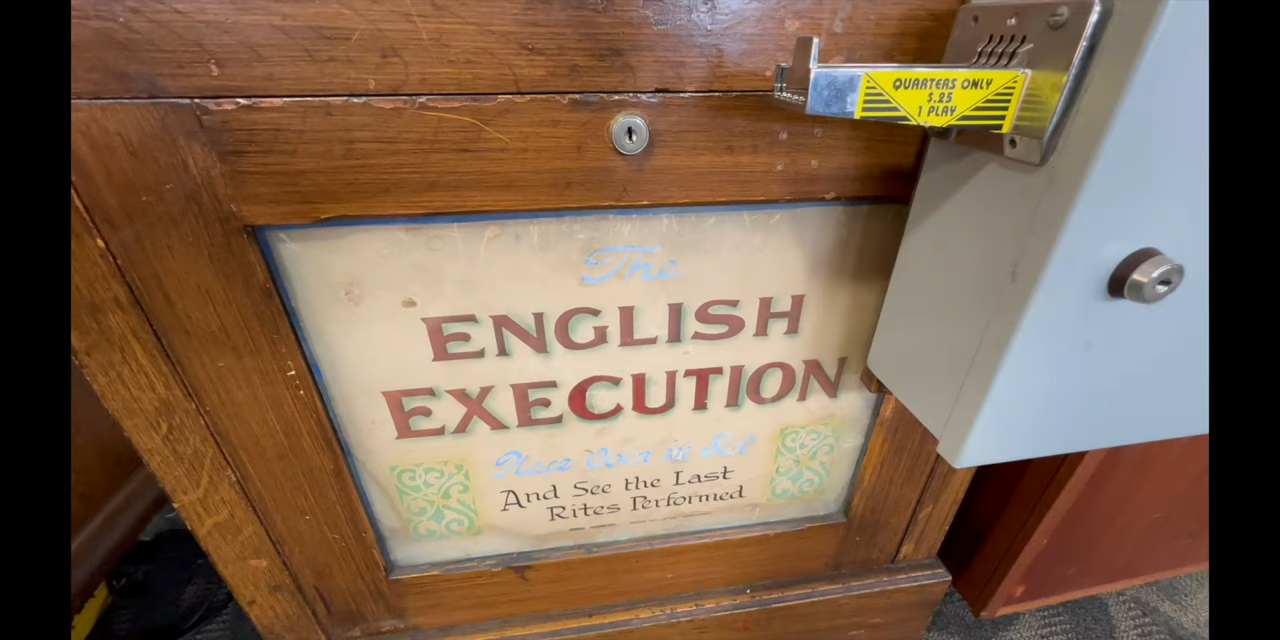 QUARTERS ONLY
$.25
1 PLAY
The
ENGLISH
EXECUTION
Place Coin in Slot
And See the Last
Rites Performed